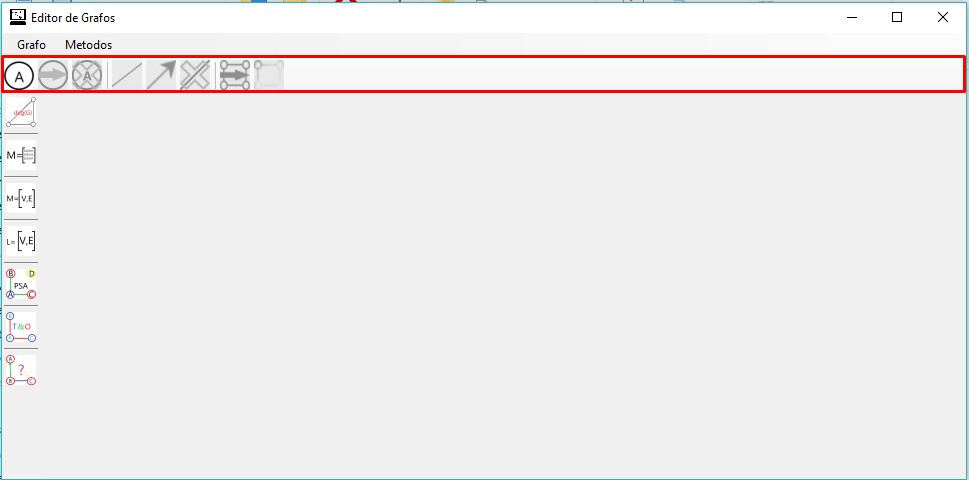 Editor de Grafos
Grafo Metodos
A A
deg(G)
M=
M=[V,E]
L=[V,E]
B D
PSA
A C
T&O
A
?
B C